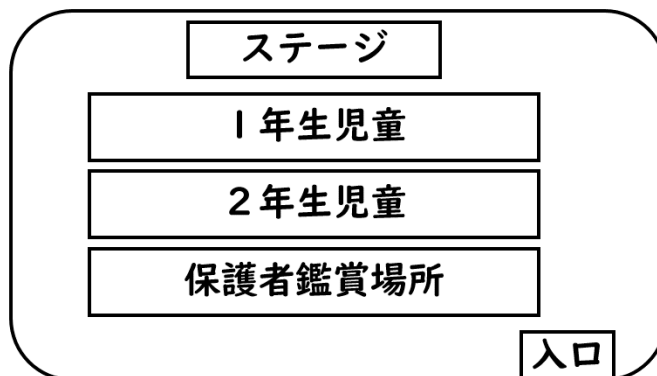 ステージ
1年生児童
2年生児童
保護者鑑賞場所
入口